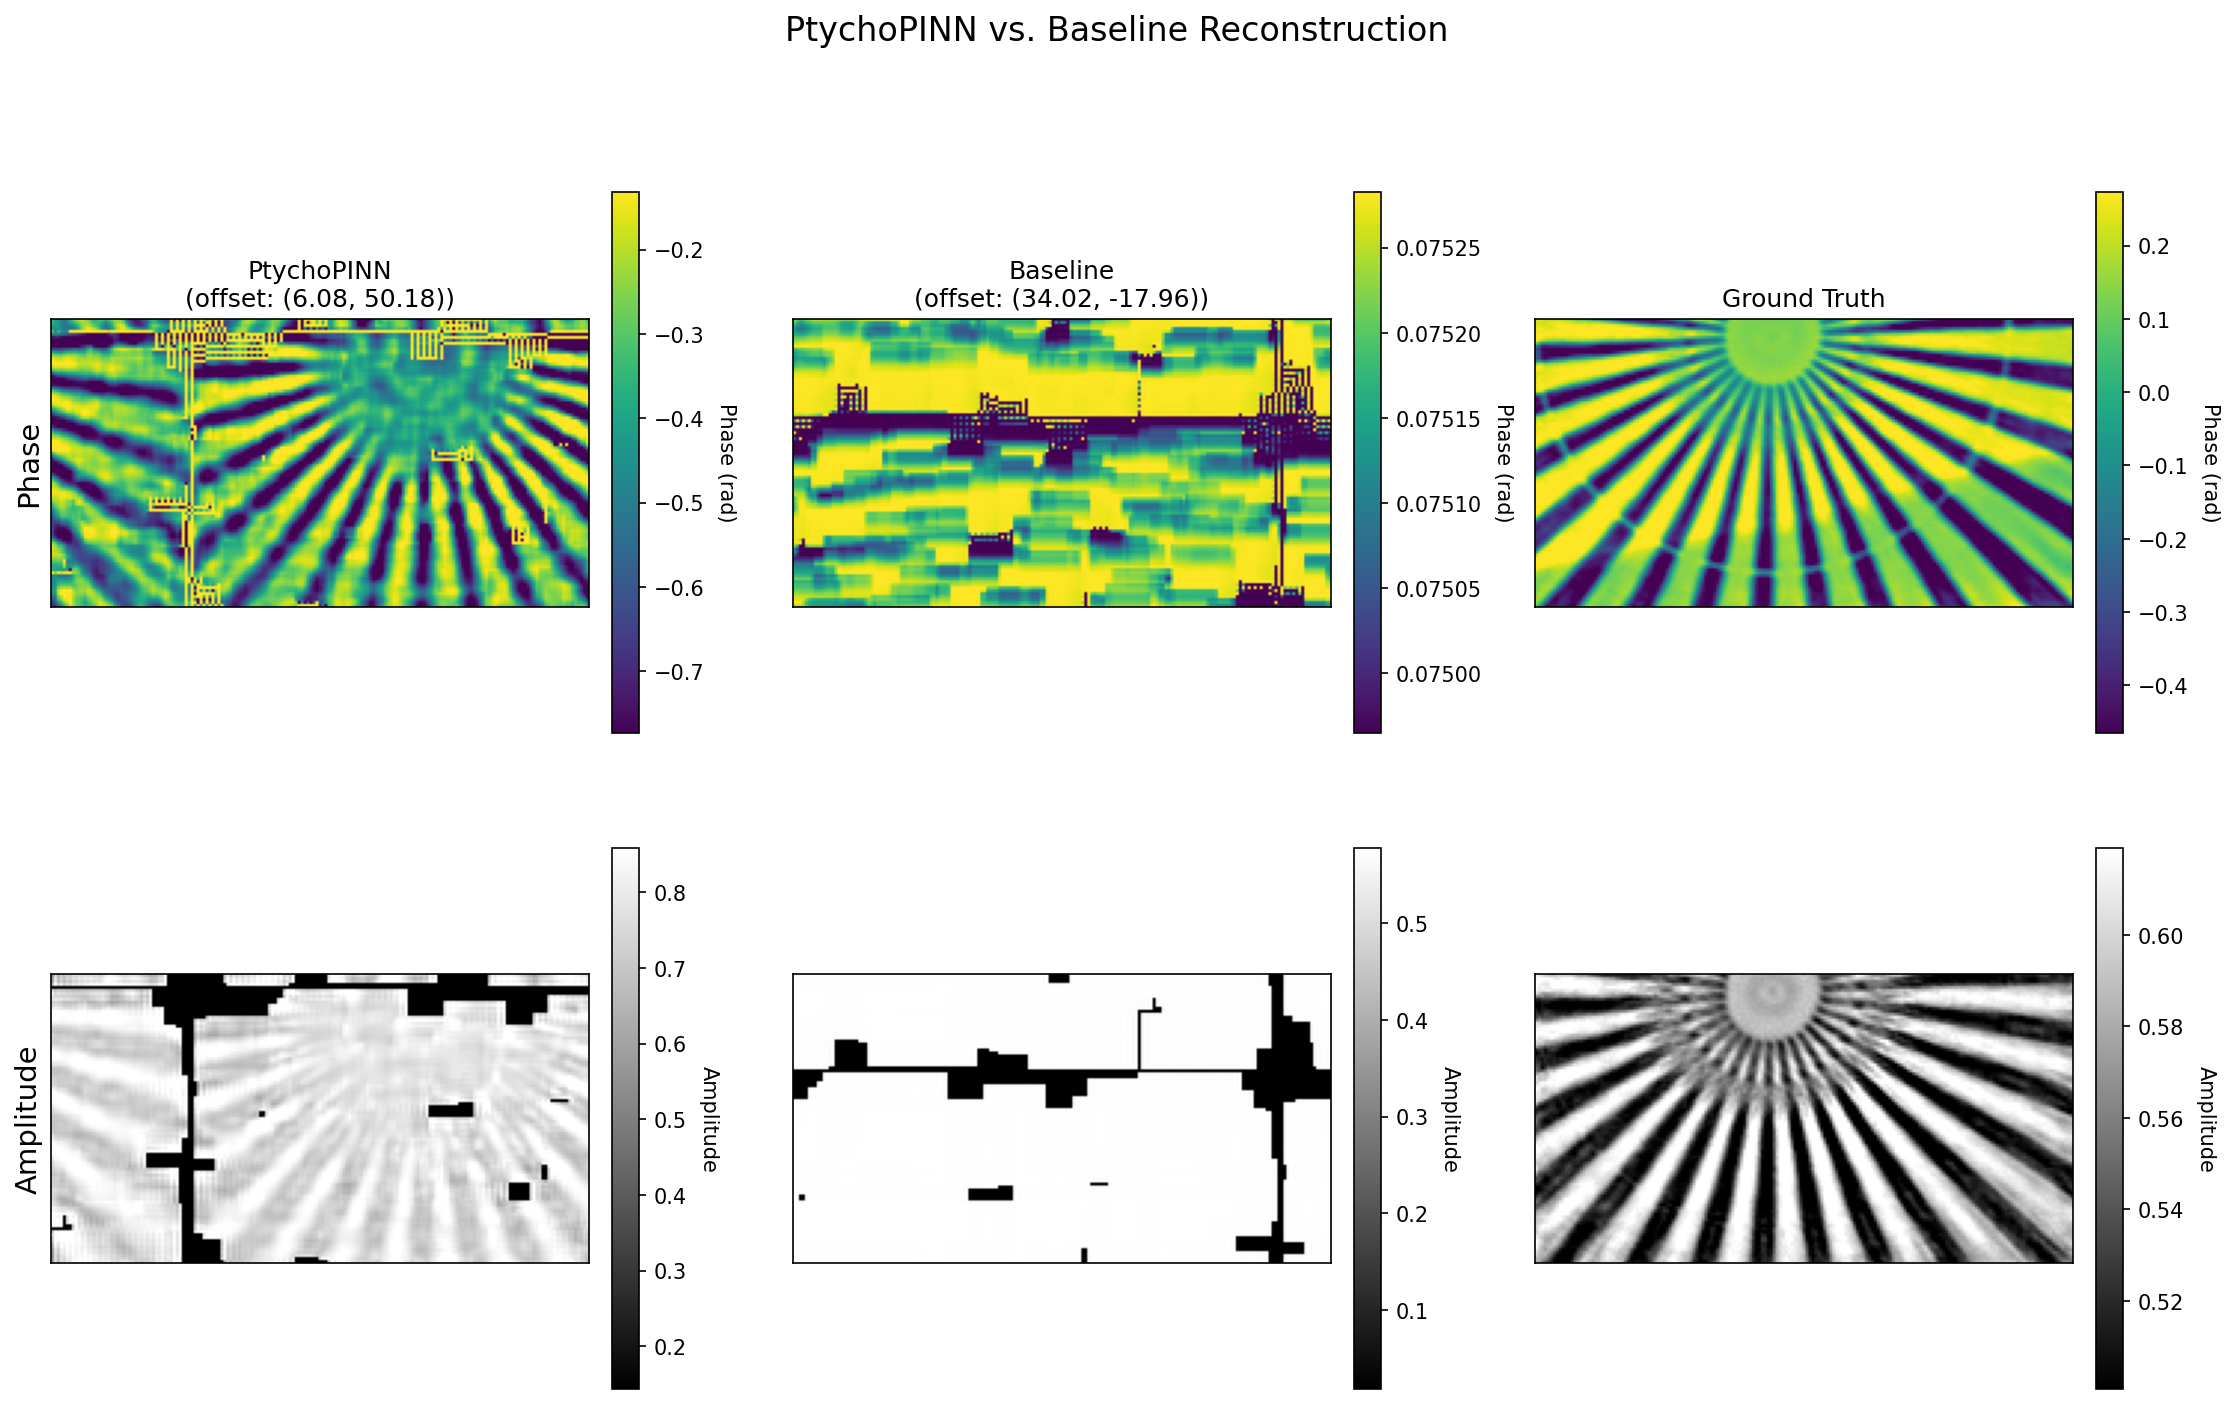 PtychoPINN vs. Baseline Reconstruction
PtychoPINN
(offset: (6.08, 50.18))
Baseline
(offset: (34.02, -17.96))
Ground Truth
Phase
−0.2
−0.3
−0.4
−0.5
−0.6
−0.7
Phase (rad)
0.07525
0.07520
0.07515
0.07510
0.07505
0.07500
Phase (rad)
0.2
0.1
0.0
−0.1
−0.2
−0.3
−0.4
Phase (rad)
Amplitude
0.8
0.7
0.6
0.5
0.4
0.3
0.2
Amplitude
0.5
0.4
0.3
0.2
0.1
Amplitude
0.60
0.58
0.56
0.54
0.52
Amplitude